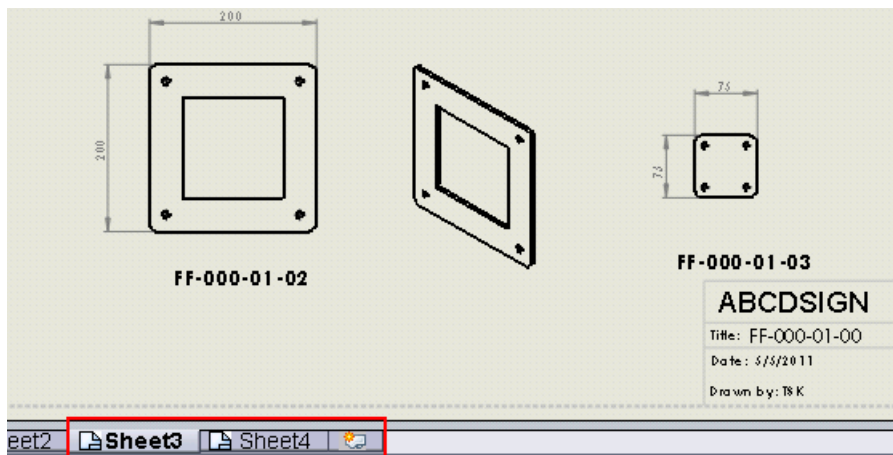 200
200
75
75
FF-000-01-02
FF-000-01-03
ABCDSIGN
Title: FF-000-01-00
Date: 5/5/2011
Drawn by: TSK
eet2 Sheet3 Sheet4